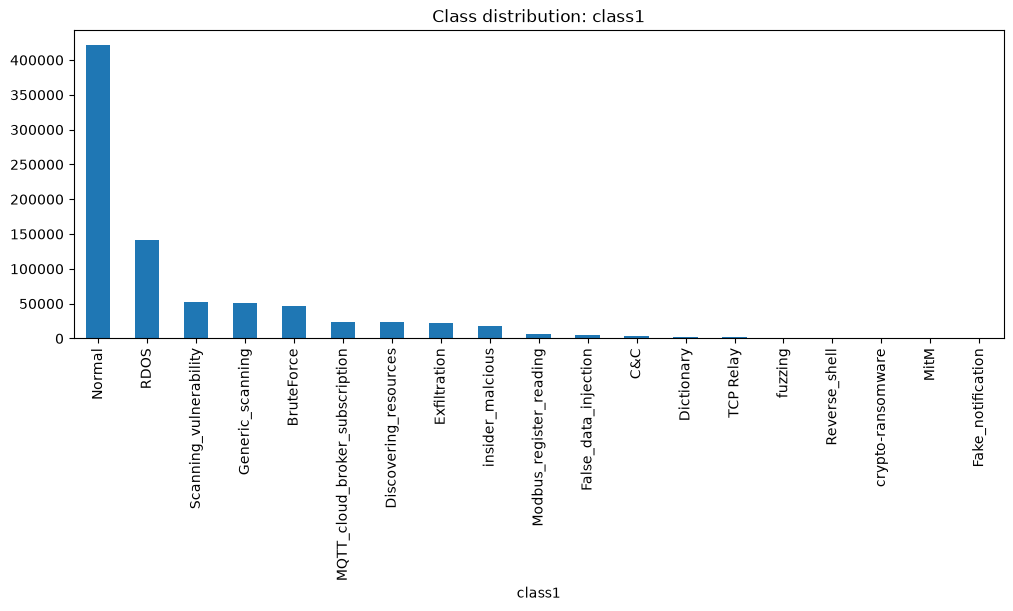 Class distribution: class1
400000
350000
300000
250000
200000
150000
100000
50000
0
Normal
RDOS
Scanning_vulnerability
Generic_scanning
BruteForce
MQTT_cloud_broker_subscription
Discovering_resources
Exfiltration
insider_malcious
Modbus_register_reading
False_data_injection
C&C
Dictionary
TCP Relay
fuzzing
Reverse_shell
crypto-ransomware
MitM
Fake_notification
class1